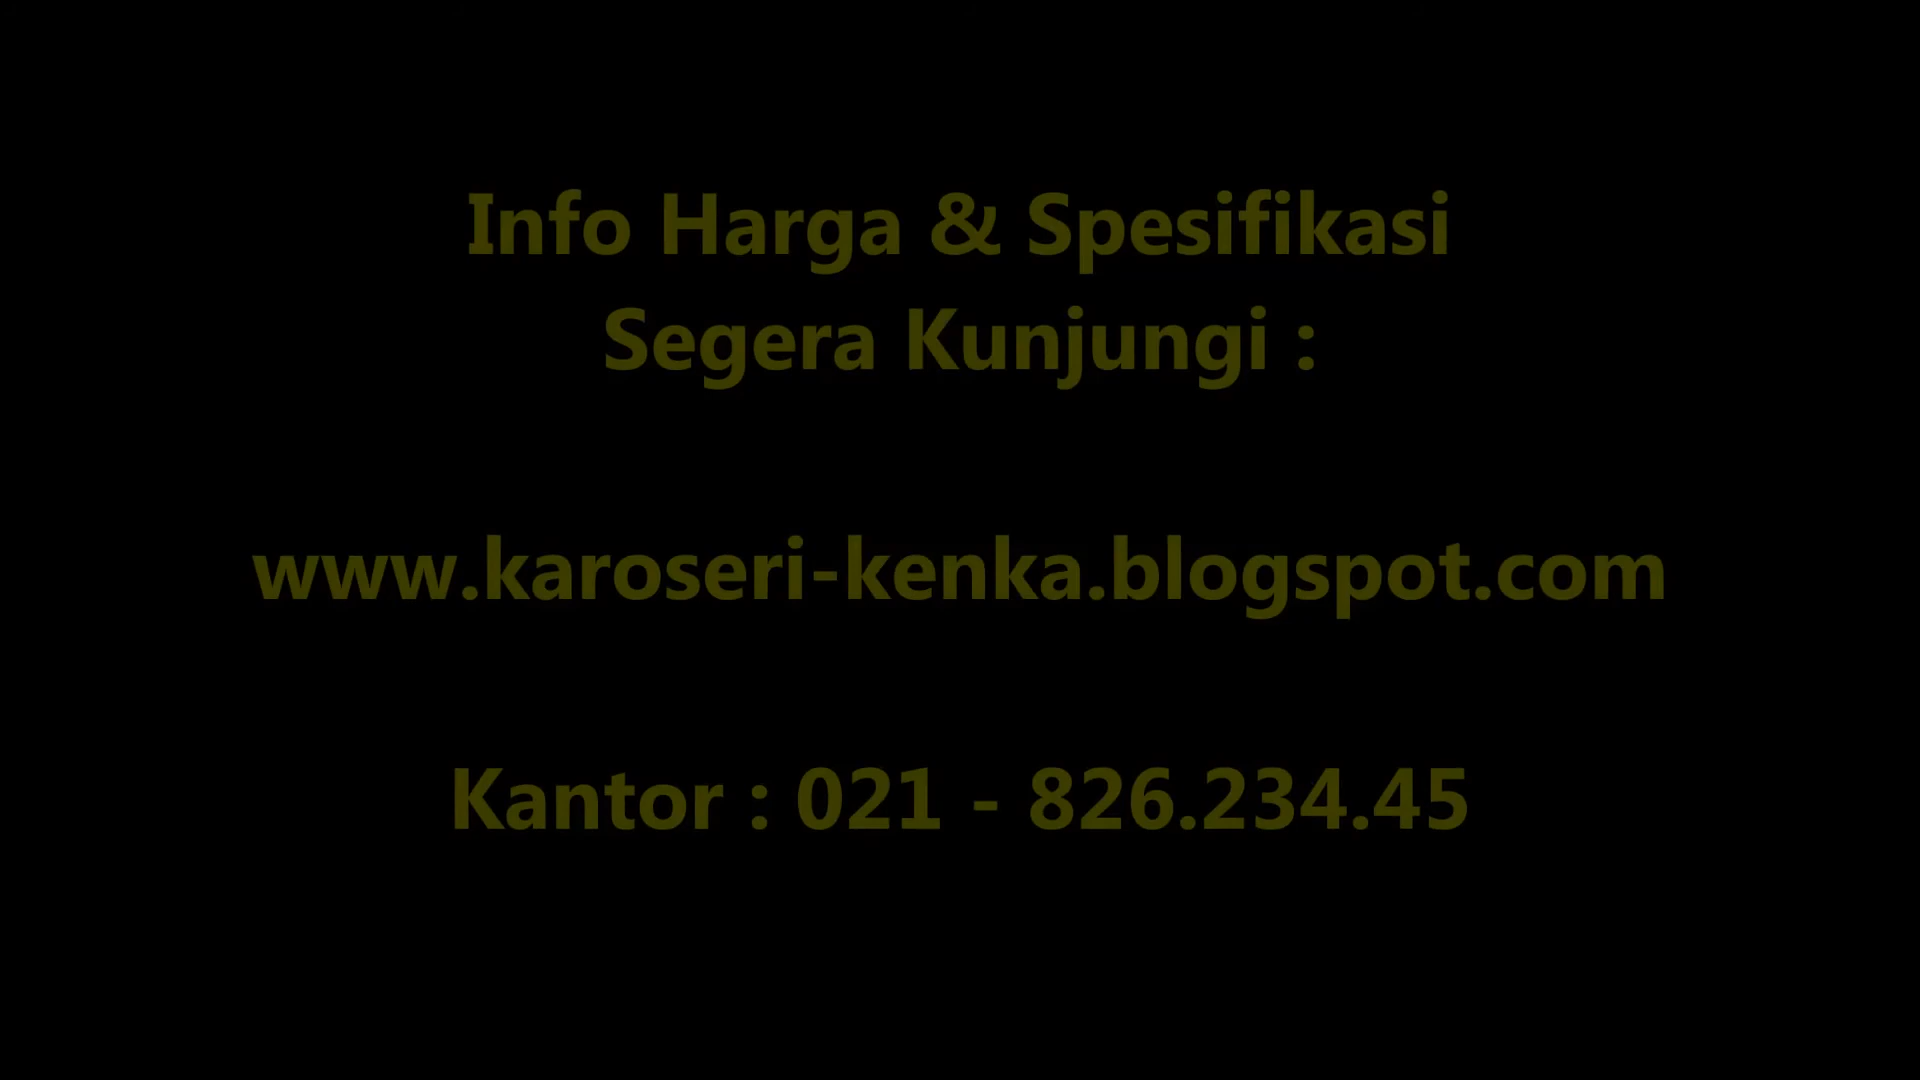 Info Harga & Spesifikasi
Segera Kunjungi :
www.karoseri-kenka.blogspot.com
Kantor : 021 - 826.234.45